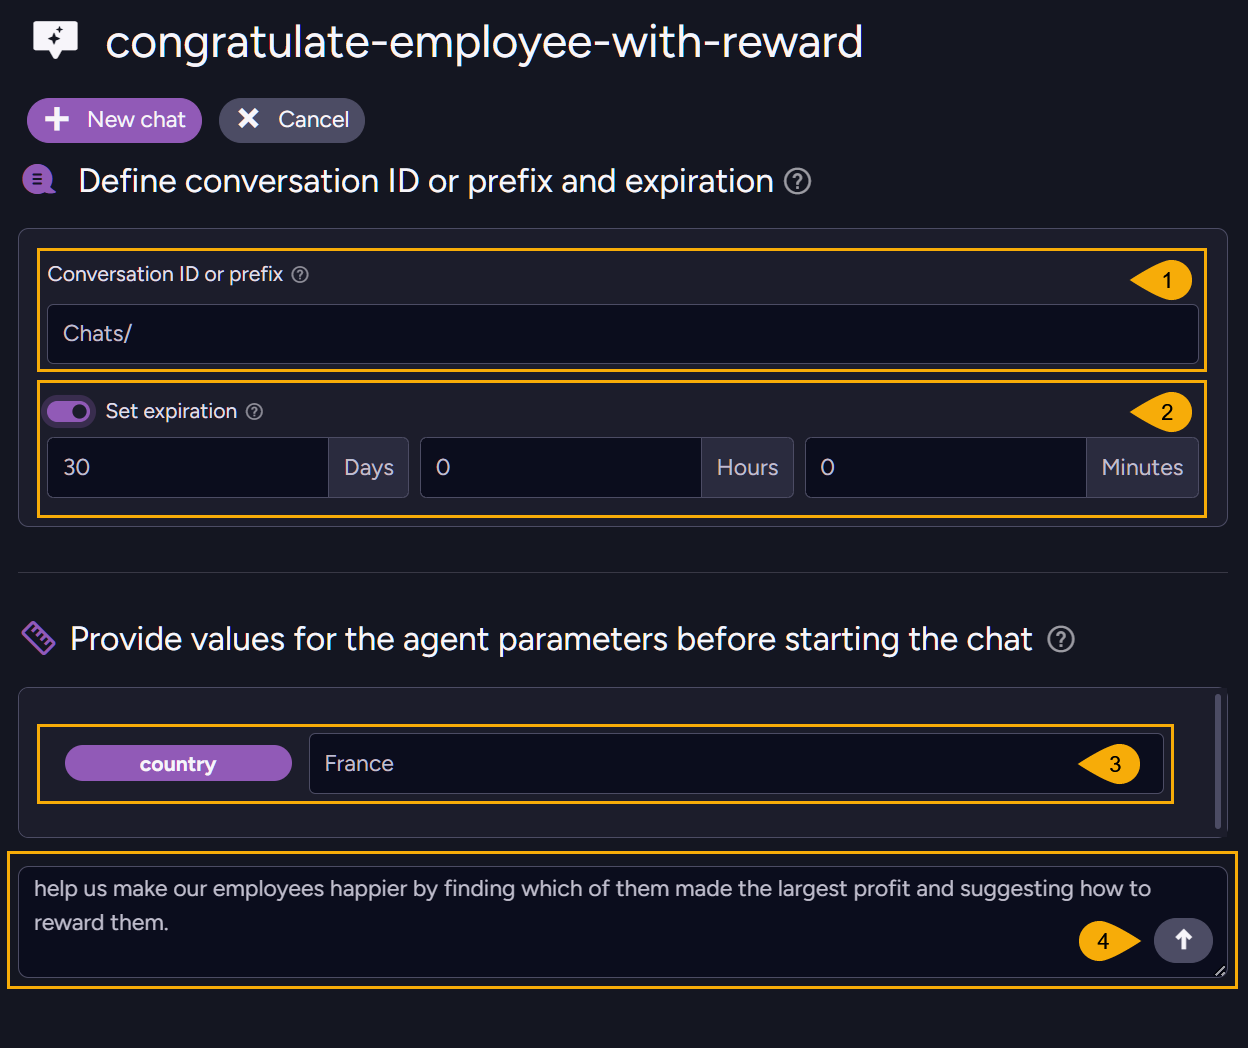 congratulate-employee-with-reward
New chat
Cancel
Define conversation ID or prefix and expiration ?
Conversation ID or prefix ?
1
Chats/
Set expiration ?
2
30 Days 0 Hours 0 Minutes
Provide values for the agent parameters before starting the chat ?
country France 3
help us make our employees happier by finding which of them made the largest profit and suggesting how to
reward them.
4